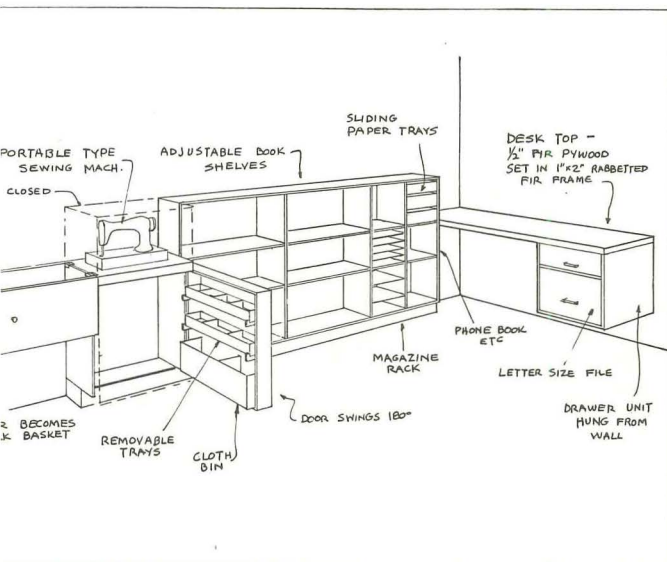 SLIDING
PAPER TRAYS
PORTABLE TYPE
SEWING MACH.
ADJUSTABLE BOOK
SHELVES
DESK TOP -
1/2" FIR PYWOOD
SET IN 1"x2" RABBETTED
FIR FRAME
CLOSED
PHONE BOOK
ETC
MAGAZINE
RACK
LETTER SIZE FILE
DRAWER UNIT
HUNG FROM
WALL
DOOR SWINGS 180°
BECOMES
BASKET
REMOVABLE
TRAYS
CLOTH
BIN